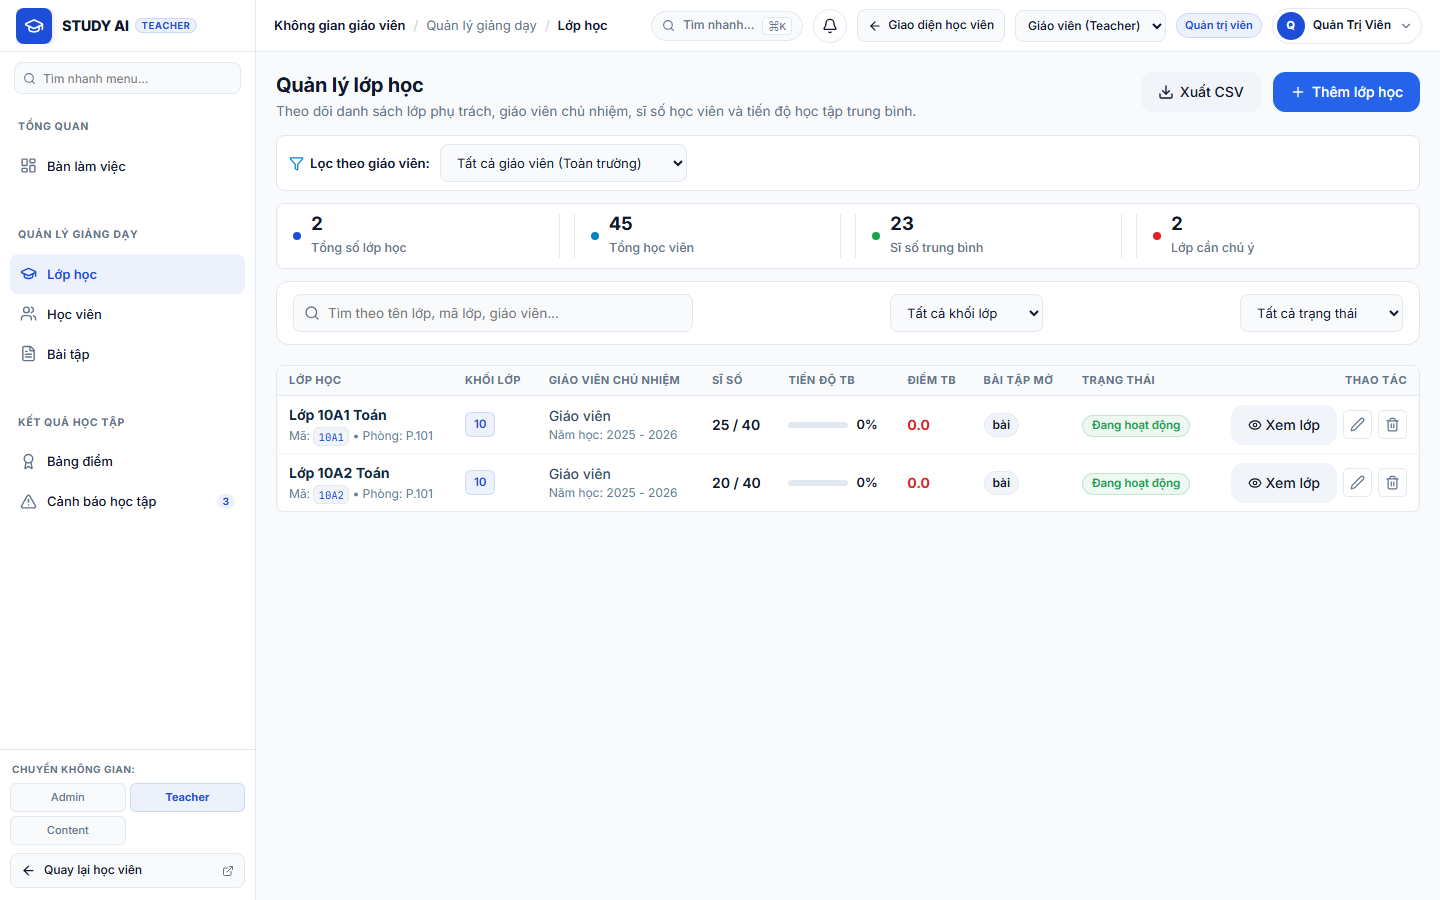 STUDY AI TEACHER
Tìm nhanh menu...
TỔNG QUAN
Bàn làm việc
QUẢN LÝ GIẢNG DẠY
Lớp học
Học viên
Bài tập
KẾT QUẢ HỌC TẬP
Bảng điểm
Cảnh báo học tập 3
CHUYỂN KHÔNG GIAN:
Admin Teacher
Content
Quay lại học viên
Không gian giáo viên / Quản lý giảng dạy / Lớp học
Tìm nhanh... ⌘K
Giao diện học viên
Giáo viên (Teacher)
Quản trị viên
Q Quản Trị Viên
Quản lý lớp học
Theo dõi danh sách lớp phụ trách, giáo viên chủ nhiệm, sĩ số học viên và tiến độ học tập trung bình.
Xuất CSV
Thêm lớp học
Lọc theo giáo viên: Tất cả giáo viên (Toàn trường)
2
Tổng số lớp học
45
Tổng học viên
23
Sĩ số trung bình
2
Lớp cần chú ý
Tìm theo tên lớp, mã lớp, giáo viên...
Tất cả khối lớp
Tất cả trạng thái
LỚP HỌC KHỐI LỚP GIÁO VIÊN CHỦ NHIỆM SĨ SỐ TIẾN ĐỘ TB ĐIỂM TB BÀI TẬP MỞ TRẠNG THÁI THAO TÁC
Lớp 10A1 Toán
Mã: 10A1 • Phòng: P.101
10
Giáo viên
Năm học: 2025 - 2026
25 / 40 0% 0.0 bài Đang hoạt động Xem lớp
Lớp 10A2 Toán
Mã: 10A2 • Phòng: P.101
10
Giáo viên
Năm học: 2025 - 2026
20 / 40 0% 0.0 bài Đang hoạt động Xem lớp